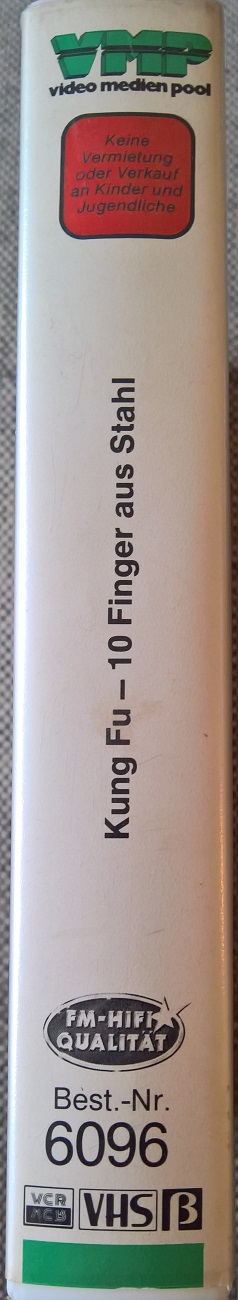 VMP
video medien pool
Keine
Vermietung
oder Verkauf
an Kinder und
Jugendliche
Kung Fu – 10 Finger aus Stahl
FM-HIFI
QUALITÄT
Best.-Nr.
6096
VCR VHS β